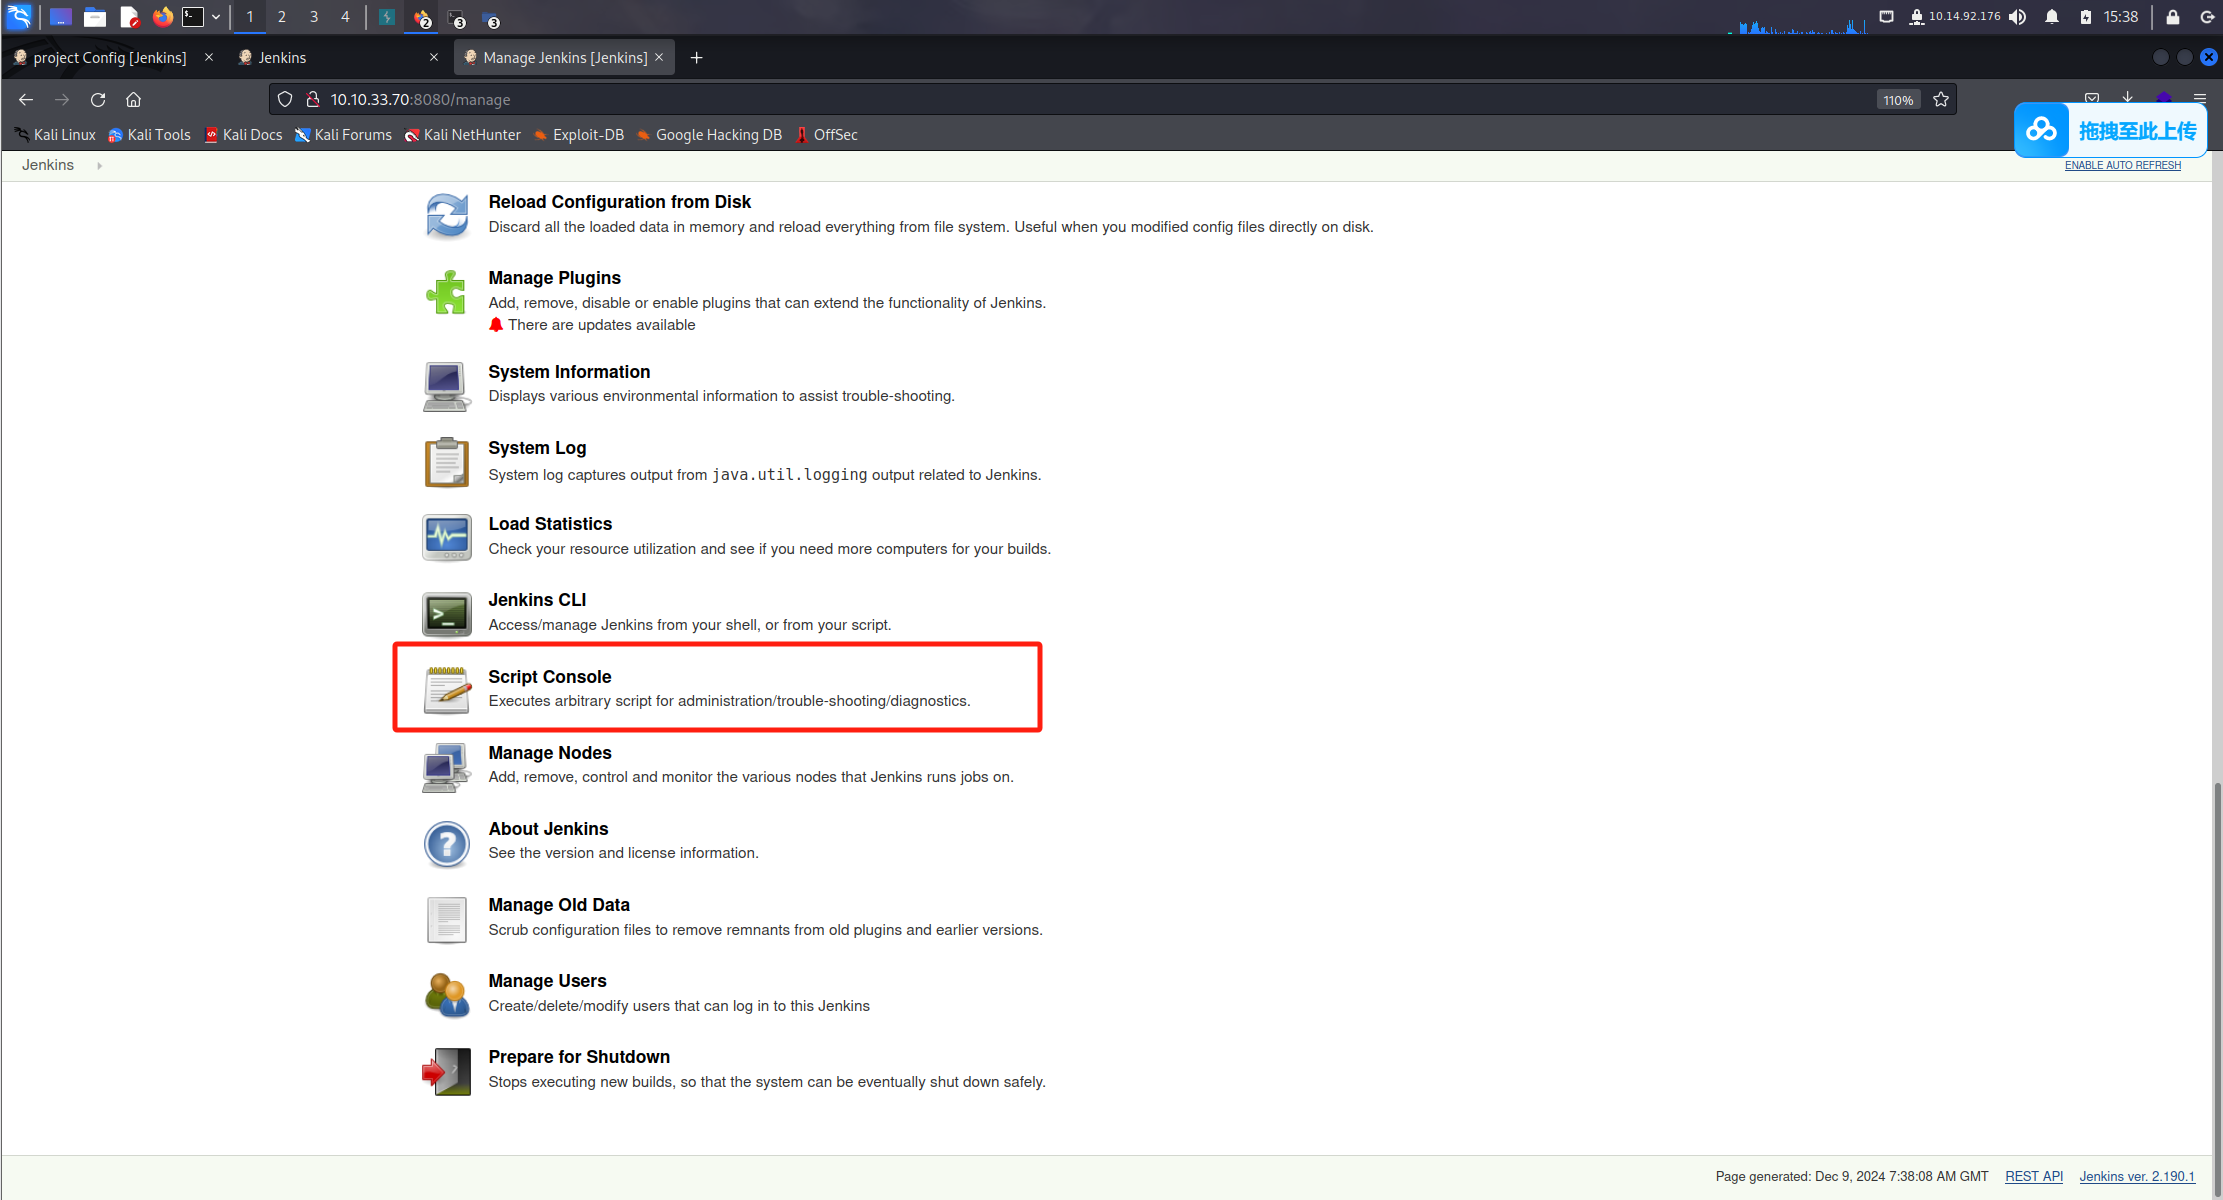 1 2 3 4 2 3 3 10.14.92.176 15:38
project Config [Jenkins] Jenkins Manage Jenkins [Jenkins]
10.10.33.70:8080/manage 110%
Kali Linux Kali Tools Kali Docs Kali Forums Kali NetHunter Exploit-DB Google Hacking DB OffSec
拖拽至此上传
Jenkins
ENABLE AUTO REFRESH
Reload Configuration from Disk
Discard all the loaded data in memory and reload everything from file system. Useful when you modified config files directly on disk.
Manage Plugins
Add, remove, disable or enable plugins that can extend the functionality of Jenkins.
There are updates available
System Information
Displays various environmental information to assist trouble-shooting.
System Log
System log captures output from java.util.logging output related to Jenkins.
Load Statistics
Check your resource utilization and see if you need more computers for your builds.
Jenkins CLI
Access/manage Jenkins from your shell, or from your script.
Script Console
Executes arbitrary script for administration/trouble-shooting/diagnostics.
Manage Nodes
Add, remove, control and monitor the various nodes that Jenkins runs jobs on.
About Jenkins
See the version and license information.
Manage Old Data
Scrub configuration files to remove remnants from old plugins and earlier versions.
Manage Users
Create/delete/modify users that can log in to this Jenkins
Prepare for Shutdown
Stops executing new builds, so that the system can be eventually shut down safely.
Page generated: Dec 9, 2024 7:38:08 AM GMT REST API Jenkins ver. 2.190.1